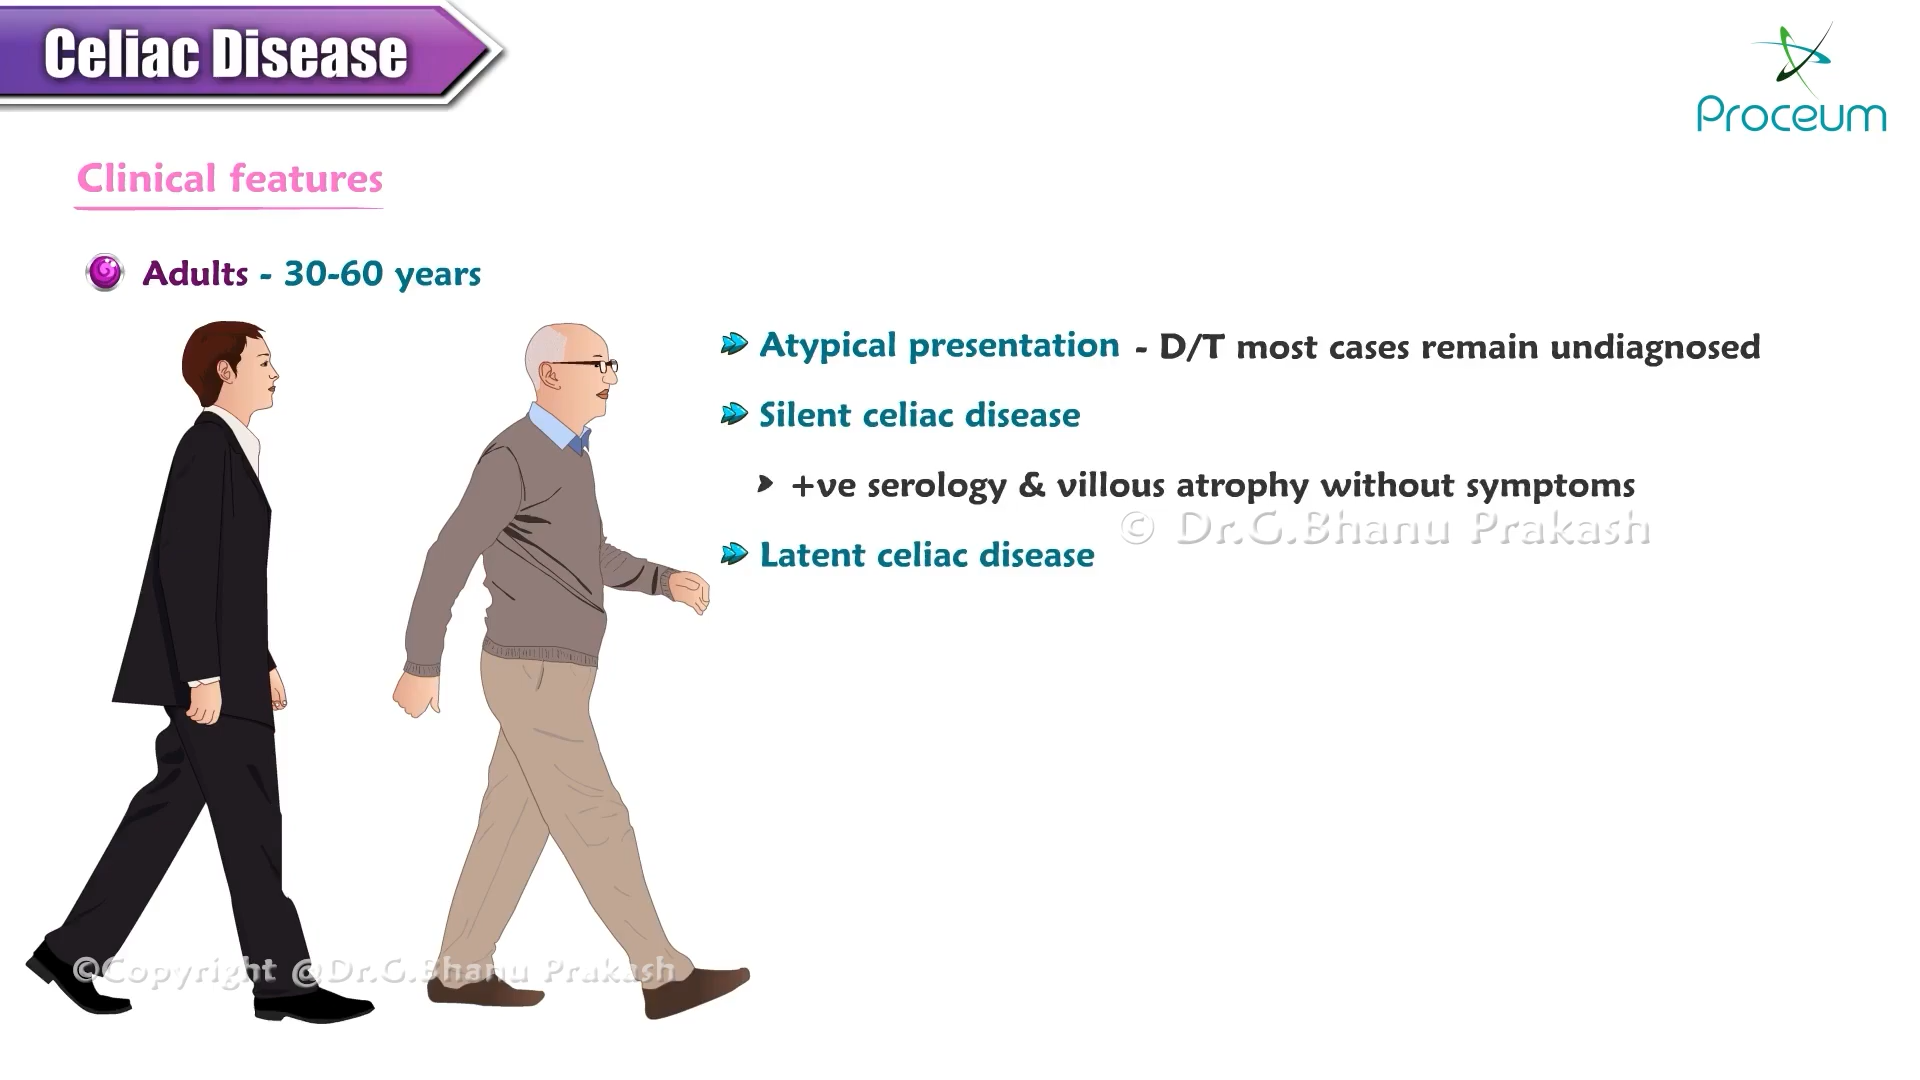 Celiac Disease
Proceum
Clinical features
Adults - 30-60 years
Atypical presentation - D/T most cases remain undiagnosed
Silent celiac disease
+ve serology & villous atrophy without symptoms
© Dr.G.Bhanu Prakash
Latent celiac disease
©Copyright @Dr.G.Bhanu Prakash